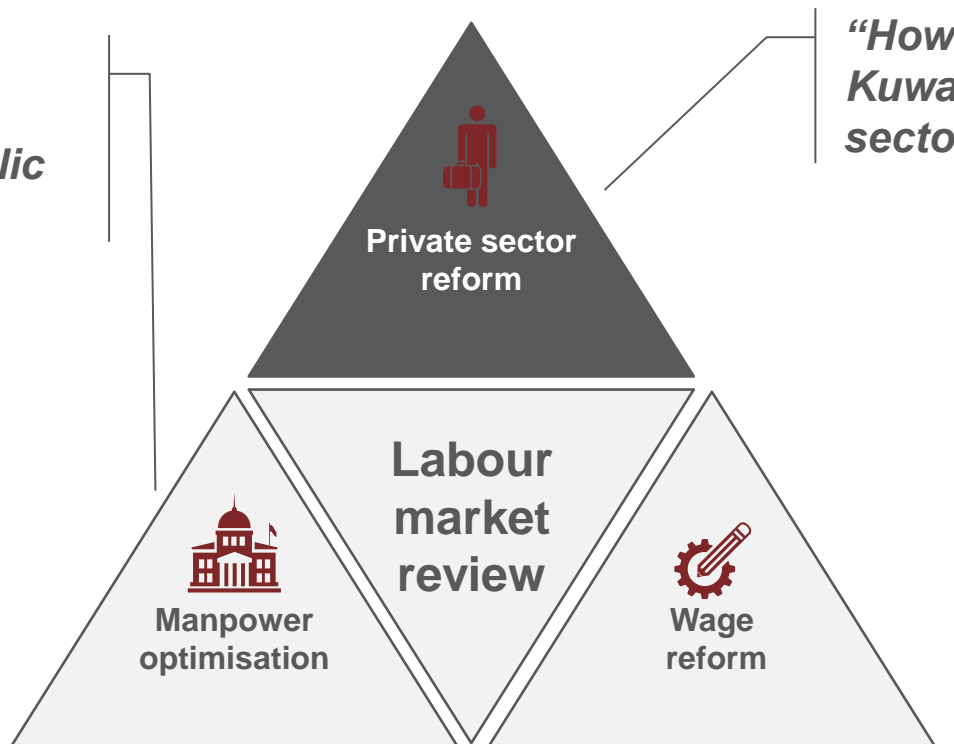 “How
Kuwa
secto
lic
Private sector
reform
Labour
market
review
Manpower
optimisation
Wage
reform